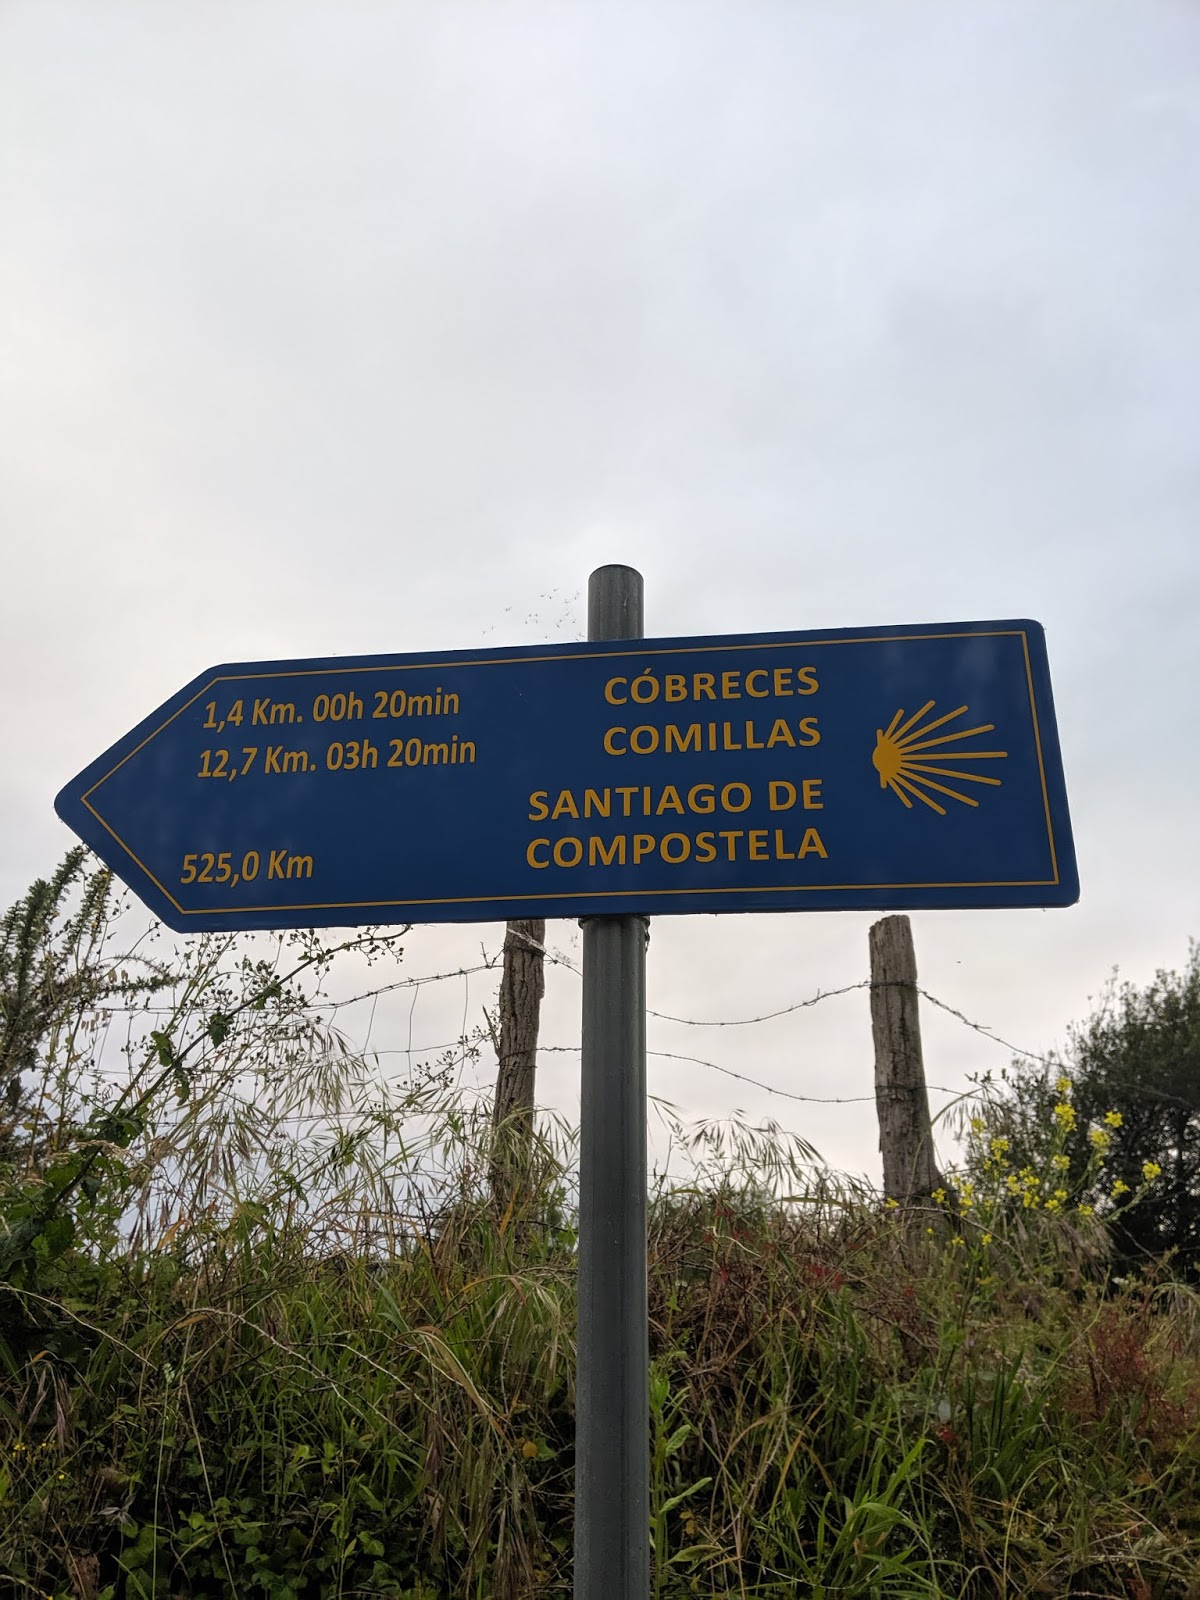 1,4 Km. 00h 20min CÓBRECES
12,7 Km. 03h 20min COMILLAS
SANTIAGO DE
525,0 Km COMPOSTELA